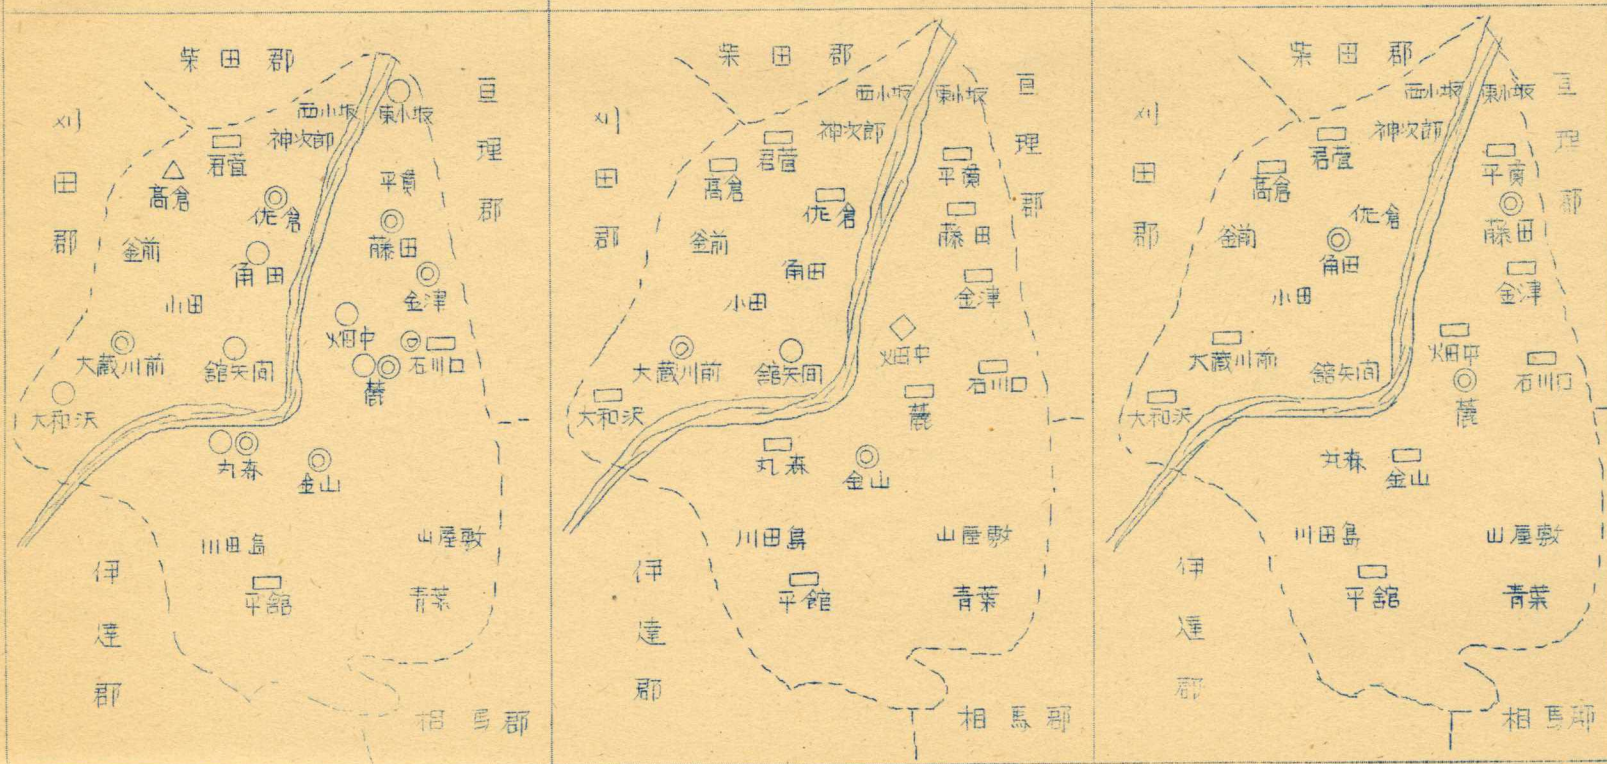 柴田郡
亘理郡
刈田郡
西小坂
東小坂
神次郎
君萱
高倉
佐倉
平貫
藤田
釜前
角田
金津
小田
畑中
石川口
大蔵川前
舘矢間
麓
大和沢
丸森
金山
川田島
山屋敷
平舘
青葉
伊達郡
相馬郡
柴田郡
亘理郡
刈田郡
西小坂
東小坂
神次郎
君萱
高倉
佐倉
平貫
藤田
釜前
角田
金津
小田
畑中
石川口
大蔵川前
舘矢間
麓
大和沢
丸森
金山
川田島
山屋敷
平舘
青葉
伊達郡
相馬郡
柴田郡
亘理郡
刈田郡
西小坂
東小坂
神次郎
君萱
高倉
佐倉
平貫
藤田
釜前
角田
金津
小田
畑中
石川口
大蔵川前
舘矢間
麓
大和沢
丸森
金山
川田島
山屋敷
平舘
青葉
伊達郡
相馬郡